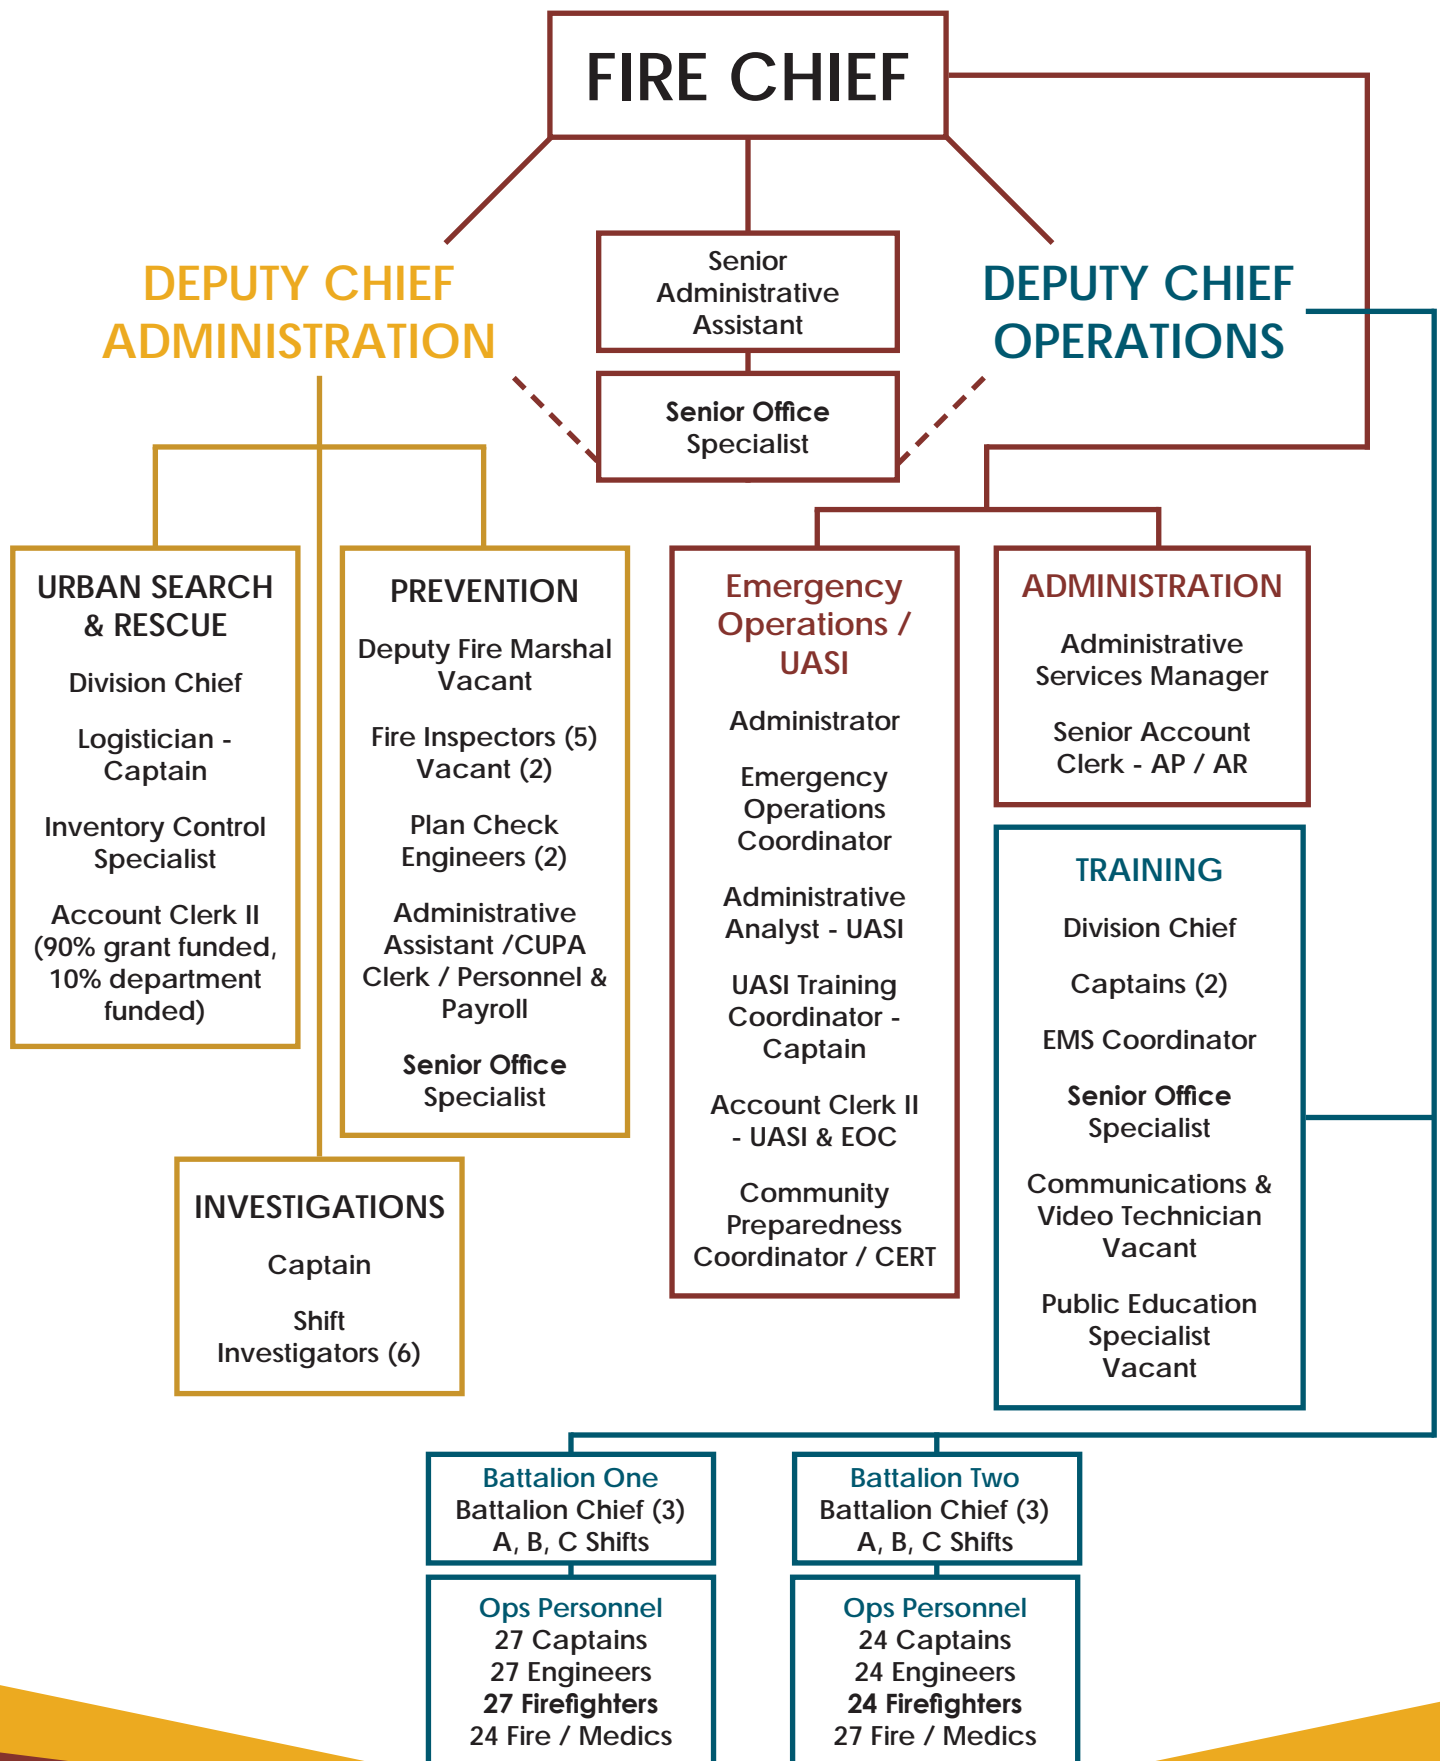 FIRE CHIEF
Senior
Administrative
Assistant
DEPUTY CHIEF
ADMINISTRATION
DEPUTY CHIEF
OPERATIONS
Senior Office
Specialist
URBAN SEARCH
& RESCUE
Division Chief
Logistician -
Captain
Inventory Control
Specialist
Account Clerk II
(90% grant funded,
10% department
funded)
PREVENTION
Deputy Fire Marshal
Vacant
Fire Inspectors (5)
Vacant (2)
Plan Check
Engineers (2)
Administrative
Assistant /CUPA
Clerk / Personnel &
Payroll
Senior Office
Specialist
INVESTIGATIONS
Captain
Shift
Investigators (6)
Emergency
Operations /
UASI
Administrator
Emergency
Operations
Coordinator
Administrative
Analyst - UASI
UASI Training
Coordinator -
Captain
Account Clerk II
- UASI & EOC
Community
Preparedness
Coordinator / CERT
ADMINISTRATION
Administrative
Services Manager
Senior Account
Clerk - AP / AR
TRAINING
Division Chief
Captains (2)
EMS Coordinator
Senior Office
Specialist
Communications &
Video Technician
Vacant
Public Education
Specialist
Vacant
Battalion One
Battalion Chief (3)
A, B, C Shifts
Ops Personnel
27 Captains
27 Engineers
27 Firefighters
24 Fire / Medics
Battalion Two
Battalion Chief (3)
A, B, C Shifts
Ops Personnel
24 Captains
24 Engineers
24 Firefighters
27 Fire / Medics